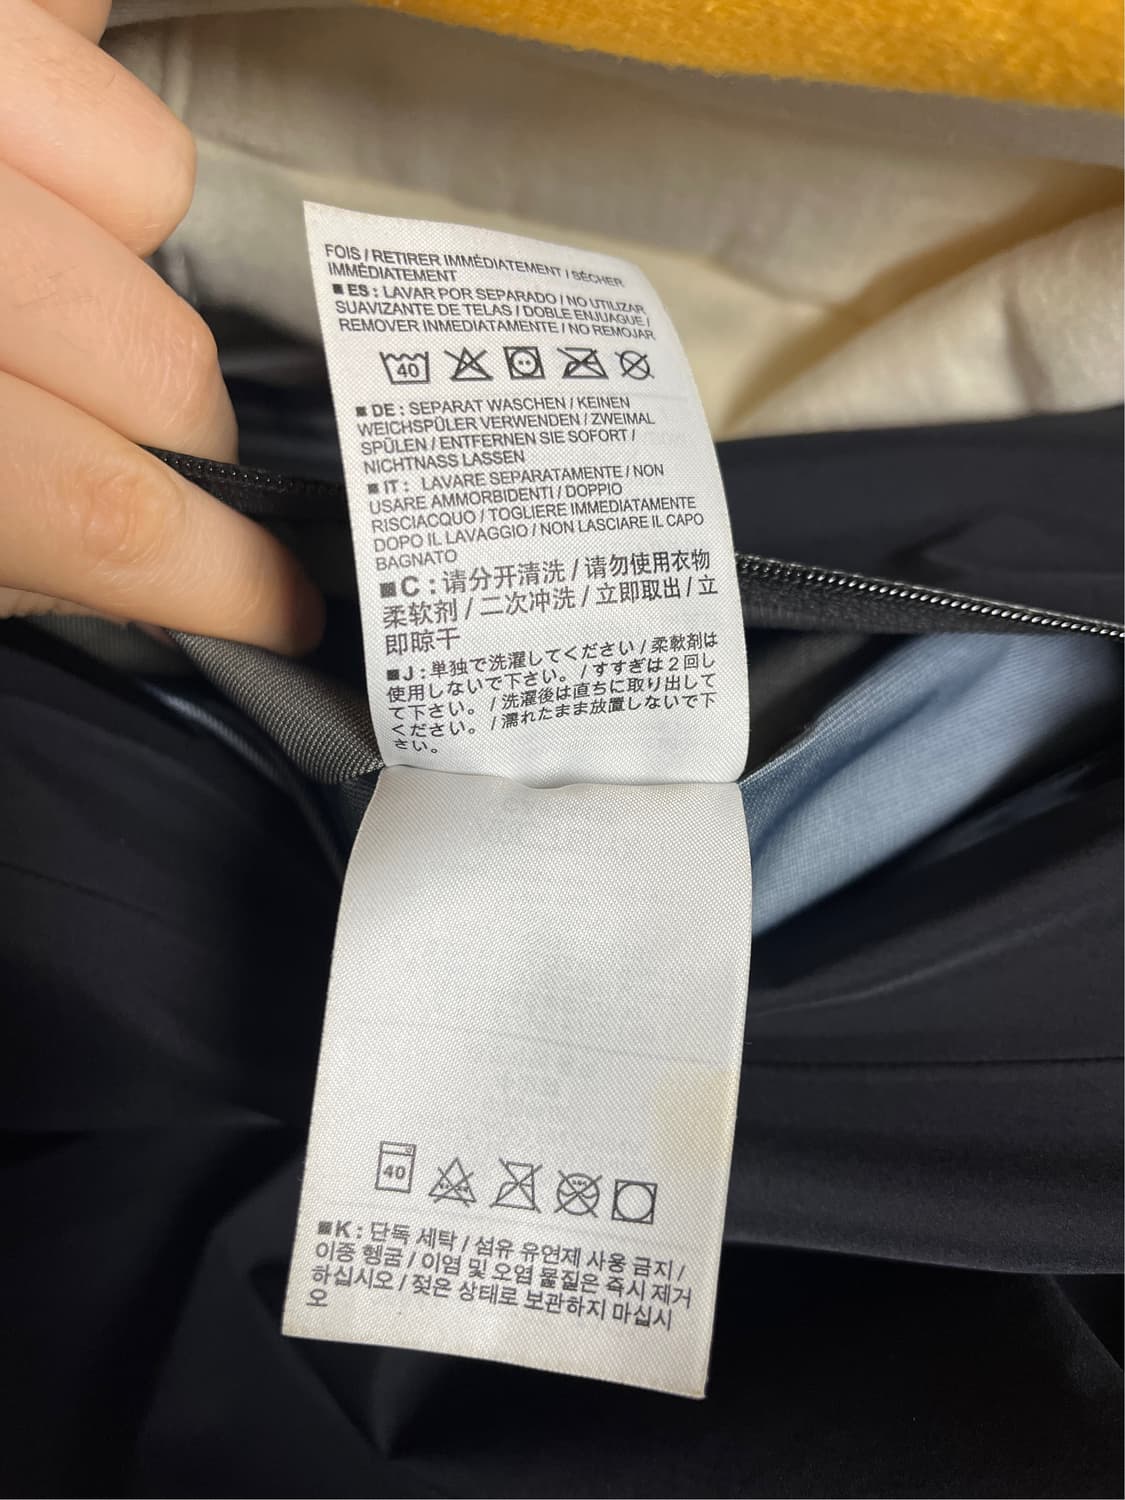 FOIS / RETIRER IMMÉDIATEMENT / SÉCHER
IMMÉDIATEMENT
■ ES : LAVAR POR SEPARADO / NO UTILIZAR
SUAVIZANTE DE TELAS / DOBLE ENJUAGUE /
REMOVER INMEDIATAMENTE / NO REMOJAR
40
■ DE : SEPARAT WASCHEN / KEINEN
WEICHSPÜLER VERWENDEN / ZWEIMAL
SPÜLEN / ENTFERNEN SIE SOFORT /
NICHTNASS LASSEN
■ IT : LAVARE SEPARATAMENTE / NON
USARE AMMORBIDENTI / DOPPIO
RISCIACQUO / TOGLIERE IMMEDIATAMENTE
DOPO IL LAVAGGIO / NON LASCIARE IL CAPO
BAGNATO
■ C : 请分开清洗 / 请勿使用衣物
柔软剂 / 二次冲洗 / 立即取出 / 立
即晾干
■ J : 単独で洗濯してください / 柔軟剤は
使用しないで下さい。 / すすぎは2回し
て下さい。 / 洗濯後は直ちに取り出して
ください。 / 濡れたまま放置しないで下
さい。
40
■ K : 단독 세탁 / 섬유 유연제 사용 금지 /
이중 헹굼 / 이염 및 오염 물질은 즉시 제거
하십시오 / 젖은 상태로 보관하지 마십시
오